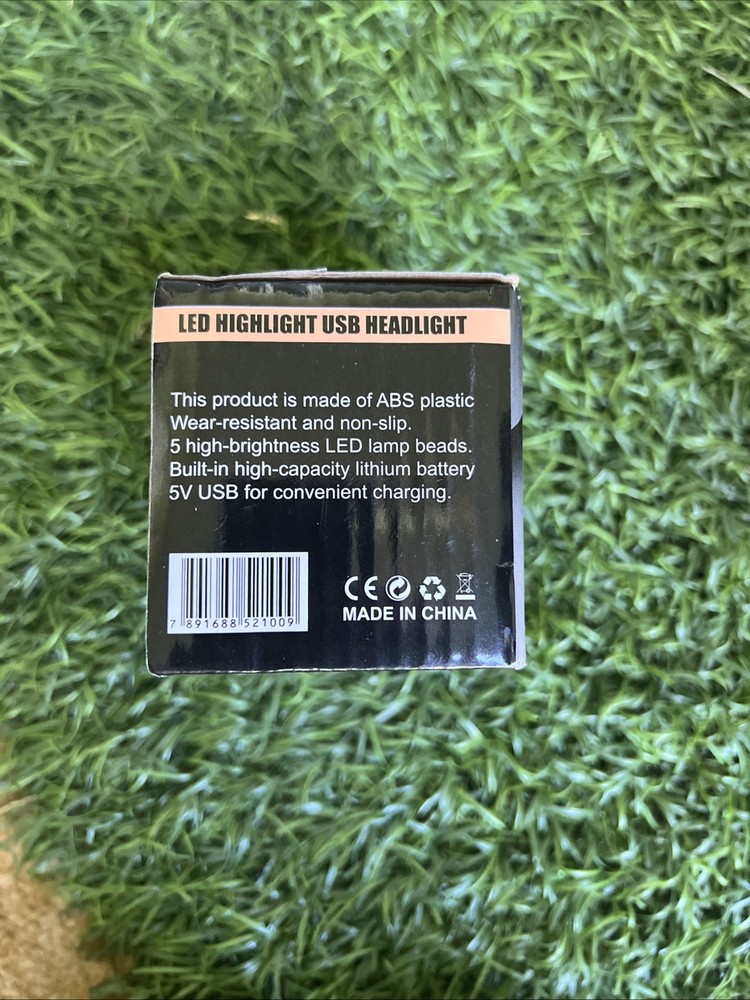 LED HIGHLIGHT USB HEADLIGHT
This product is made of ABS plastic
Wear-resistant and non-slip.
5 high-brightness LED lamp beads.
Built-in high-capacity lithium battery
5V USB for convenient charging.
CE
MADE IN CHINA
7 891688 521009